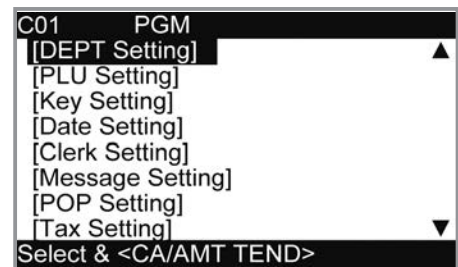 C01 PGM
[DEPT Setting]
[PLU Setting]
[Key Setting]
[Date Setting]
[Clerk Setting]
[Message Setting]
[POP Setting]
[Tax Setting]
Select & <CA/AMT TEND>